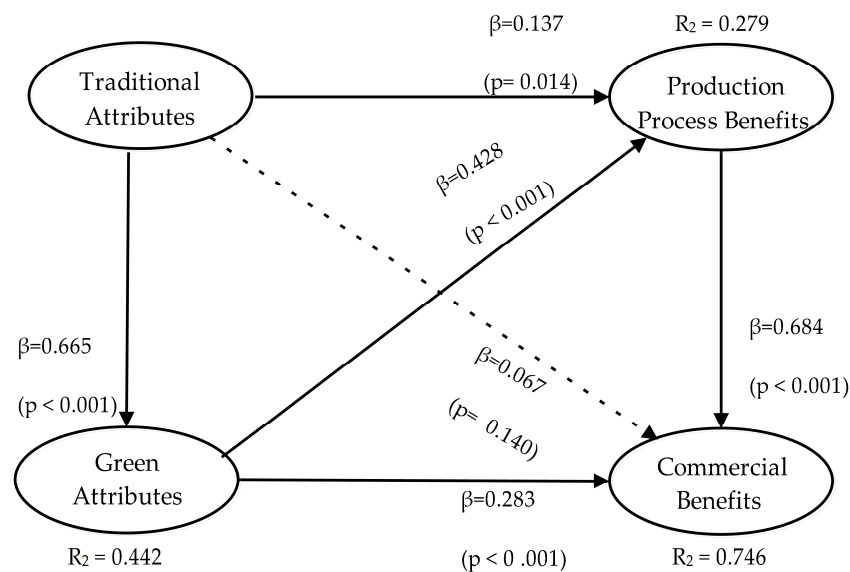 β=0.137
R₂ = 0.279
Traditional
Attributes
(p= 0.014)
Production
Process Benefits
β=0.428
(p < 0.001)
β=0.665
(p < 0.001)
β=0.067
(p= 0.140)
β=0.684
(p < 0.001)
Green
Attributes
R₂ = 0.442
β=0.283
(p < 0 .001)
Commercial
Benefits
R₂ = 0.746